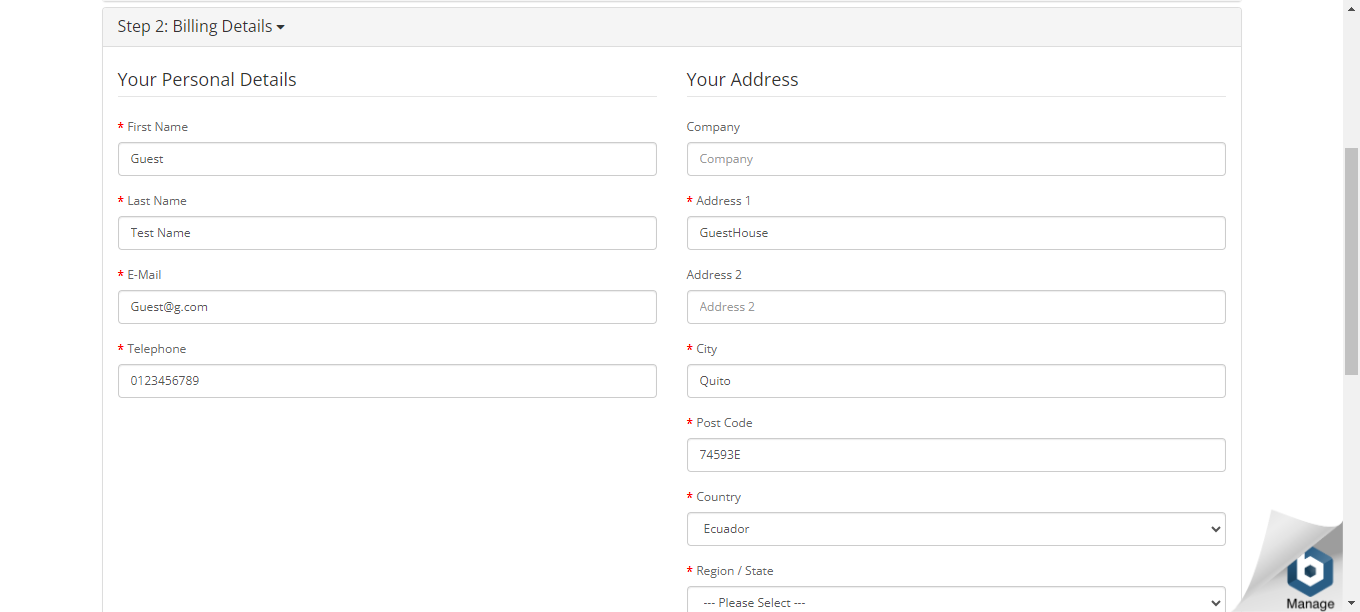 Step 2: Billing Details
Your Personal Details
* First Name
Guest
* Last Name
Test Name
* E-Mail
Guest@g.com
* Telephone
0123456789
Your Address
Company
Company
* Address 1
GuestHouse
Address 2
Address 2
* City
Quito
* Post Code
74593E
* Country
Ecuador
* Region / State
--- Please Select ---
b
Manage